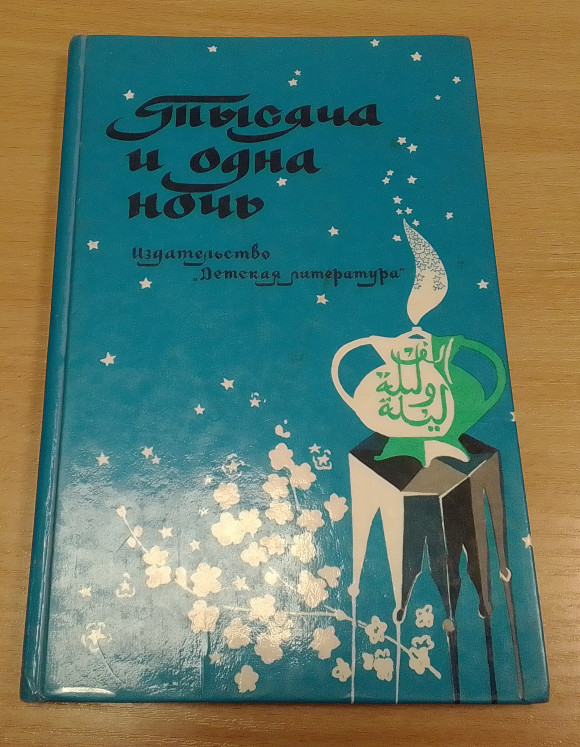 Тысяча
и одна
ночь
Издательство
„Детская литература"
الف
وليلة
ليلة